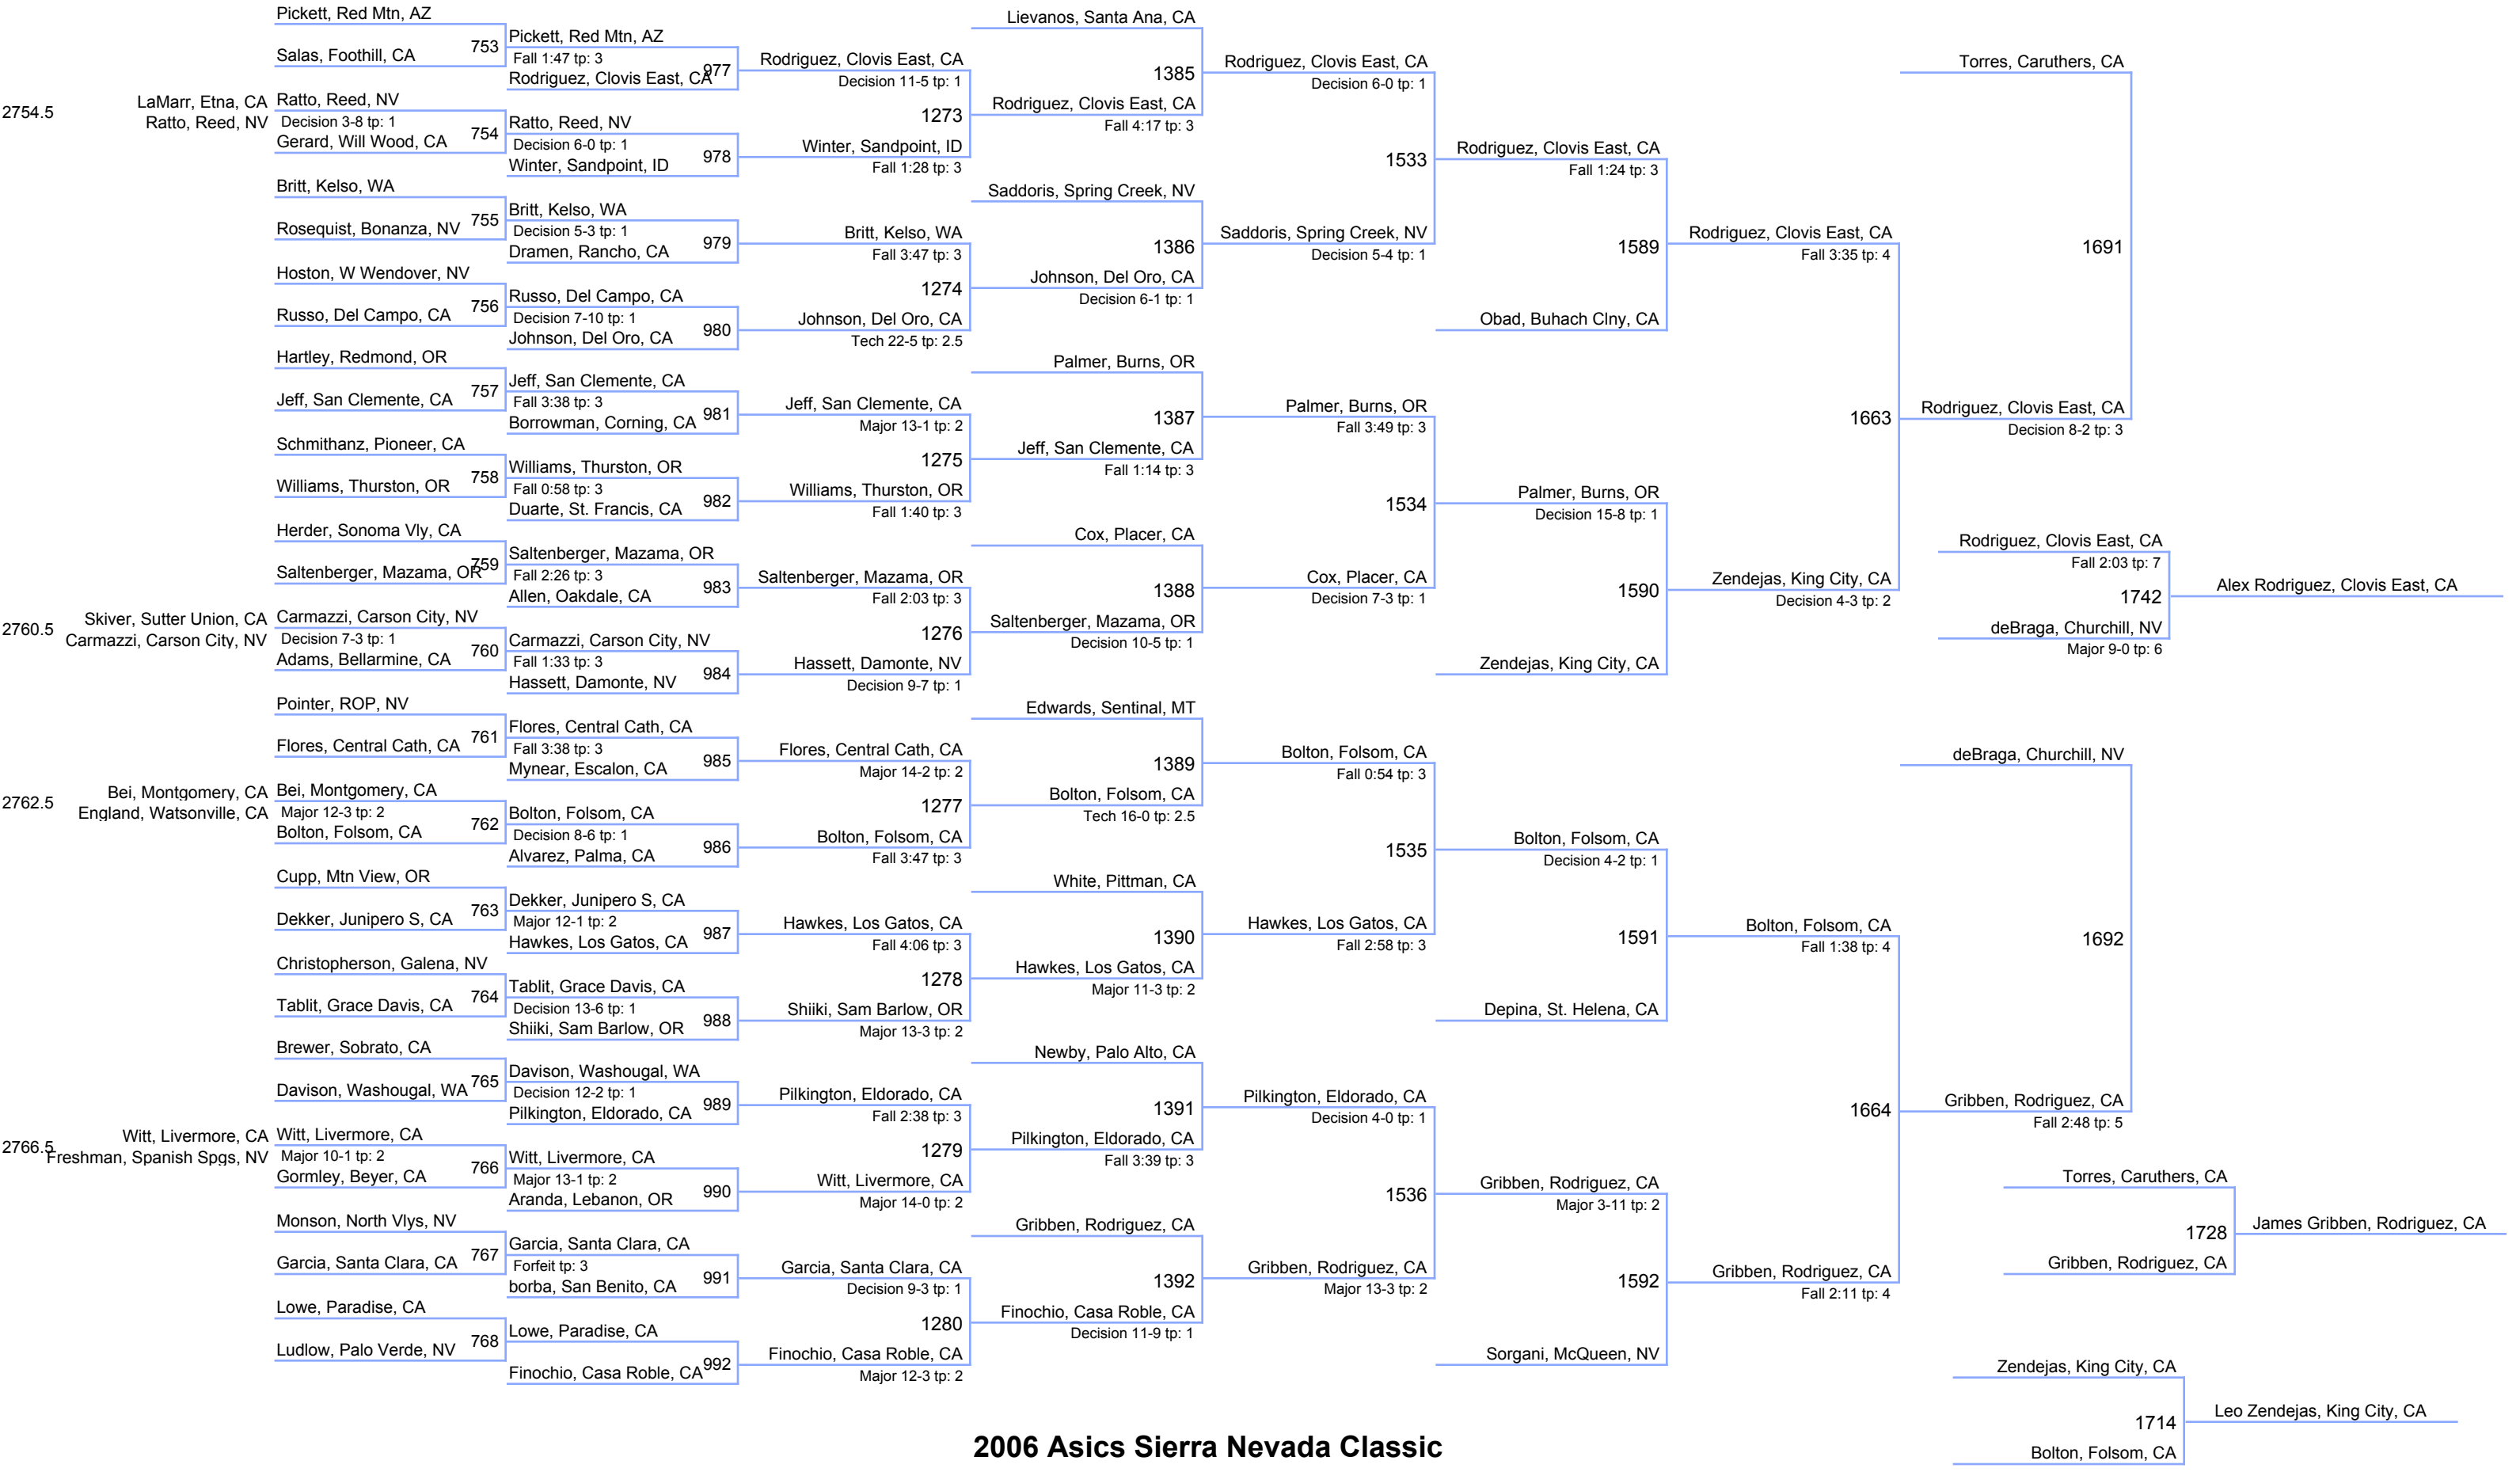 Pickett, Red Mtn, AZ
753
Salas, Foothill, CA
2754.5
LaMarr, Etna, CA
Ratto, Reed, NV
Ratto, Reed, NV
Decision 3-8 tp: 1
754
Gerard, Will Wood, CA
Britt, Kelso, WA
755
Rosequist, Bonanza, NV
Hoston, W Wendover, NV
756
Russo, Del Campo, CA
Hartley, Redmond, OR
757
Jeff, San Clemente, CA
Schmithanz, Pioneer, CA
758
Williams, Thurston, OR
Herder, Sonoma Vly, CA
759
Saltenberger, Mazama, OR
2760.5
Skiver, Sutter Union, CA
Carmazzi, Carson City, NV
Carmazzi, Carson City, NV
Decision 7-3 tp: 1
760
Adams, Bellarmine, CA
Pointer, ROP, NV
761
Flores, Central Cath, CA
2762.5
Bei, Montgomery, CA
England, Watsonville, CA
Bei, Montgomery, CA
Major 12-3 tp: 2
762
Bolton, Folsom, CA
Cupp, Mtn View, OR
763
Dekker, Junipero S, CA
Christopherson, Galena, NV
764
Tablit, Grace Davis, CA
Brewer, Sobrato, CA
765
Davison, Washougal, WA
2766.5
Witt, Livermore, CA
Freshman, Spanish Spgs, NV
Witt, Livermore, CA
Major 10-1 tp: 2
766
Gormley, Beyer, CA
Monson, North Vlys, NV
767
Garcia, Santa Clara, CA
Lowe, Paradise, CA
768
Ludlow, Palo Verde, NV
Pickett, Red Mtn, AZ
Fall 1:47 tp: 3
977
Rodriguez, Clovis East, CA
Ratto, Reed, NV
Decision 6-0 tp: 1
978
Winter, Sandpoint, ID
Britt, Kelso, WA
Decision 5-3 tp: 1
979
Dramen, Rancho, CA
Russo, Del Campo, CA
Decision 7-10 tp: 1
980
Johnson, Del Oro, CA
Jeff, San Clemente, CA
Fall 3:38 tp: 3
981
Borrowman, Corning, CA
Williams, Thurston, OR
Fall 0:58 tp: 3
982
Duarte, St. Francis, CA
Saltenberger, Mazama, OR
Fall 2:26 tp: 3
983
Allen, Oakdale, CA
Carmazzi, Carson City, NV
Fall 1:33 tp: 3
984
Hassett, Damonte, NV
Flores, Central Cath, CA
Fall 3:38 tp: 3
985
Mynear, Escalon, CA
Bolton, Folsom, CA
Decision 8-6 tp: 1
986
Alvarez, Palma, CA
Dekker, Junipero S, CA
Major 12-1 tp: 2
987
Hawkes, Los Gatos, CA
Tablit, Grace Davis, CA
Decision 13-6 tp: 1
988
Shiiki, Sam Barlow, OR
Davison, Washougal, WA
Decision 12-2 tp: 1
989
Pilkington, Eldorado, CA
Witt, Livermore, CA
Major 13-1 tp: 2
990
Aranda, Lebanon, OR
Garcia, Santa Clara, CA
Forfeit tp: 3
991
borba, San Benito, CA
Lowe, Paradise, CA
992
Finochio, Casa Roble, CA
Rodriguez, Clovis East, CA
Decision 11-5 tp: 1
1273
Winter, Sandpoint, ID
Fall 1:28 tp: 3
Britt, Kelso, WA
Fall 3:47 tp: 3
1274
Johnson, Del Oro, CA
Tech 22-5 tp: 2.5
Jeff, San Clemente, CA
Major 13-1 tp: 2
1275
Williams, Thurston, OR
Fall 1:40 tp: 3
Saltenberger, Mazama, OR
Fall 2:03 tp: 3
1276
Hassett, Damonte, NV
Decision 9-7 tp: 1
Flores, Central Cath, CA
Major 14-2 tp: 2
1277
Bolton, Folsom, CA
Fall 3:47 tp: 3
Hawkes, Los Gatos, CA
Fall 4:06 tp: 3
1278
Shiiki, Sam Barlow, OR
Major 13-3 tp: 2
Pilkington, Eldorado, CA
Fall 2:38 tp: 3
1279
Witt, Livermore, CA
Major 14-0 tp: 2
Garcia, Santa Clara, CA
Decision 9-3 tp: 1
1280
Finochio, Casa Roble, CA
Major 12-3 tp: 2
Lievanos, Santa Ana, CA
1385
Rodriguez, Clovis East, CA
Fall 4:17 tp: 3
Saddoris, Spring Creek, NV
1386
Johnson, Del Oro, CA
Decision 6-1 tp: 1
Palmer, Burns, OR
1387
Jeff, San Clemente, CA
Fall 1:14 tp: 3
Cox, Placer, CA
1388
Saltenberger, Mazama, OR
Decision 10-5 tp: 1
Edwards, Sentinal, MT
1389
Bolton, Folsom, CA
Tech 16-0 tp: 2.5
White, Pittman, CA
1390
Hawkes, Los Gatos, CA
Major 11-3 tp: 2
Newby, Palo Alto, CA
1391
Pilkington, Eldorado, CA
Fall 3:39 tp: 3
Gribben, Rodriguez, CA
1392
Finochio, Casa Roble, CA
Decision 11-9 tp: 1
Rodriguez, Clovis East, CA
Decision 6-0 tp: 1
1533
Saddoris, Spring Creek, NV
Decision 5-4 tp: 1
Palmer, Burns, OR
Fall 3:49 tp: 3
1534
Cox, Placer, CA
Decision 7-3 tp: 1
Bolton, Folsom, CA
Fall 0:54 tp: 3
1535
Hawkes, Los Gatos, CA
Fall 2:58 tp: 3
Pilkington, Eldorado, CA
Decision 4-0 tp: 1
1536
Gribben, Rodriguez, CA
Major 13-3 tp: 2
Rodriguez, Clovis East, CA
Fall 1:24 tp: 3
1589
Obad, Buhach Clny, CA
Palmer, Burns, OR
Decision 15-8 tp: 1
1590
Zendejas, King City, CA
Bolton, Folsom, CA
Decision 4-2 tp: 1
1591
Depina, St. Helena, CA
Gribben, Rodriguez, CA
Major 3-11 tp: 2
1592
Sorgani, McQueen, NV
Rodriguez, Clovis East, CA
Fall 3:35 tp: 4
1663
Zendejas, King City, CA
Decision 4-3 tp: 2
Bolton, Folsom, CA
Fall 1:38 tp: 4
1664
Gribben, Rodriguez, CA
Fall 2:11 tp: 4
Torres, Caruthers, CA
1691
Rodriguez, Clovis East, CA
Decision 8-2 tp: 3
Rodriguez, Clovis East, CA
Fall 2:03 tp: 7
1742
Alex Rodriguez, Clovis East, CA
deBraga, Churchill, NV
Major 9-0 tp: 6
deBraga, Churchill, NV
1692
Gribben, Rodriguez, CA
Fall 2:48 tp: 5
Torres, Caruthers, CA
1728
James Gribben, Rodriguez, CA
Gribben, Rodriguez, CA
Zendejas, King City, CA
1714
Leo Zendejas, King City, CA
Bolton, Folsom, CA
2006 Asics Sierra Nevada Classic